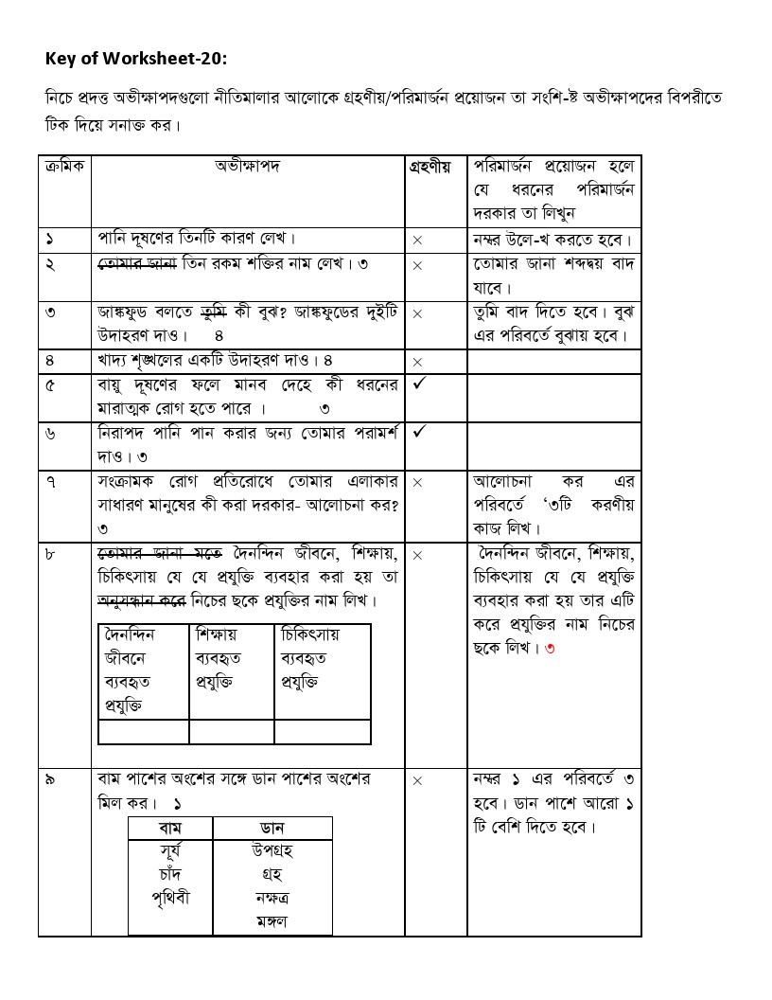 Key of Worksheet-20:
নিচে প্রদত্ত অভীক্ষাপদগুলো নীতিমালার আলোকে গ্রহণীয়/পরিমার্জন প্রয়োজন তা সংশি-ষ্ট অভীক্ষাপদের বিপরীতে
টিক দিয়ে সনাক্ত কর।
ক্রমিক অভীক্ষাপদ গ্রহণীয় পরিমার্জন প্রয়োজন হলে
যে ধরনের পরিমার্জন
দরকার তা লিখুন
১ পানি দূষণের তিনটি কারণ লেখ। × নম্বর উলে-খ করতে হবে।
২ তোমার জানা তিন রকম শক্তির নাম লেখ। ৩ × তোমার জানা শব্দদ্বয় বাদ
যাবে।
৩ জাঙ্কফুড বলতে তুমি কী বুঝ? জাঙ্কফুডের দুইটি × তুমি বাদ দিতে হবে। বুঝ
উদাহরণ দাও। ৪ এর পরিবর্তে বুঝায় হবে।
৪ খাদ্য শৃঙ্খলের একটি উদাহরণ দাও। ৪ ×
৫ বায়ু দূষণের ফলে মানব দেহে কী ধরনের ✓
মারাত্মক রোগ হতে পারে । ৩
৬ নিরাপদ পানি পান করার জন্য তোমার পরামর্শ ✓
দাও। ৩
৭ সংক্রামক রোগ প্রতিরোধে তোমার এলাকার × আলোচনা কর এর
সাধারণ মানুষের কী করা দরকার- আলোচনা কর? পরিবর্তে ‘৩টি করণীয়
৩ কাজ লিখ।
৮ তোমার জানা মতে দৈনন্দিন জীবনে, শিক্ষায়, × দৈনন্দিন জীবনে, শিক্ষায়,
চিকিৎসায় যে যে প্রযুক্তি ব্যবহার করা হয় তা চিকিৎসায় যে যে প্রযুক্তি
অনুসন্ধান করে নিচের ছকে প্রযুক্তির নাম লিখ। ব্যবহার করা হয় তার এটি
করে প্রযুক্তির নাম নিচের
ছকে লিখ। ৩
দৈনন্দিন শিক্ষায় চিকিৎসায়
জীবনে ব্যবহৃত ব্যবহৃত
ব্যবহৃত প্রযুক্তি প্রযুক্তি
প্রযুক্তি
৯ বাম পাশের অংশের সঙ্গে ডান পাশের অংশের × নম্বর ১ এর পরিবর্তে ৩
মিল কর। ১ হবে। ডান পাশে আরো ১
টি বেশি দিতে হবে।
বাম ডান
সূর্য উপগ্রহ
চাঁদ গ্রহ
পৃথিবী নক্ষত্র
মঙ্গল